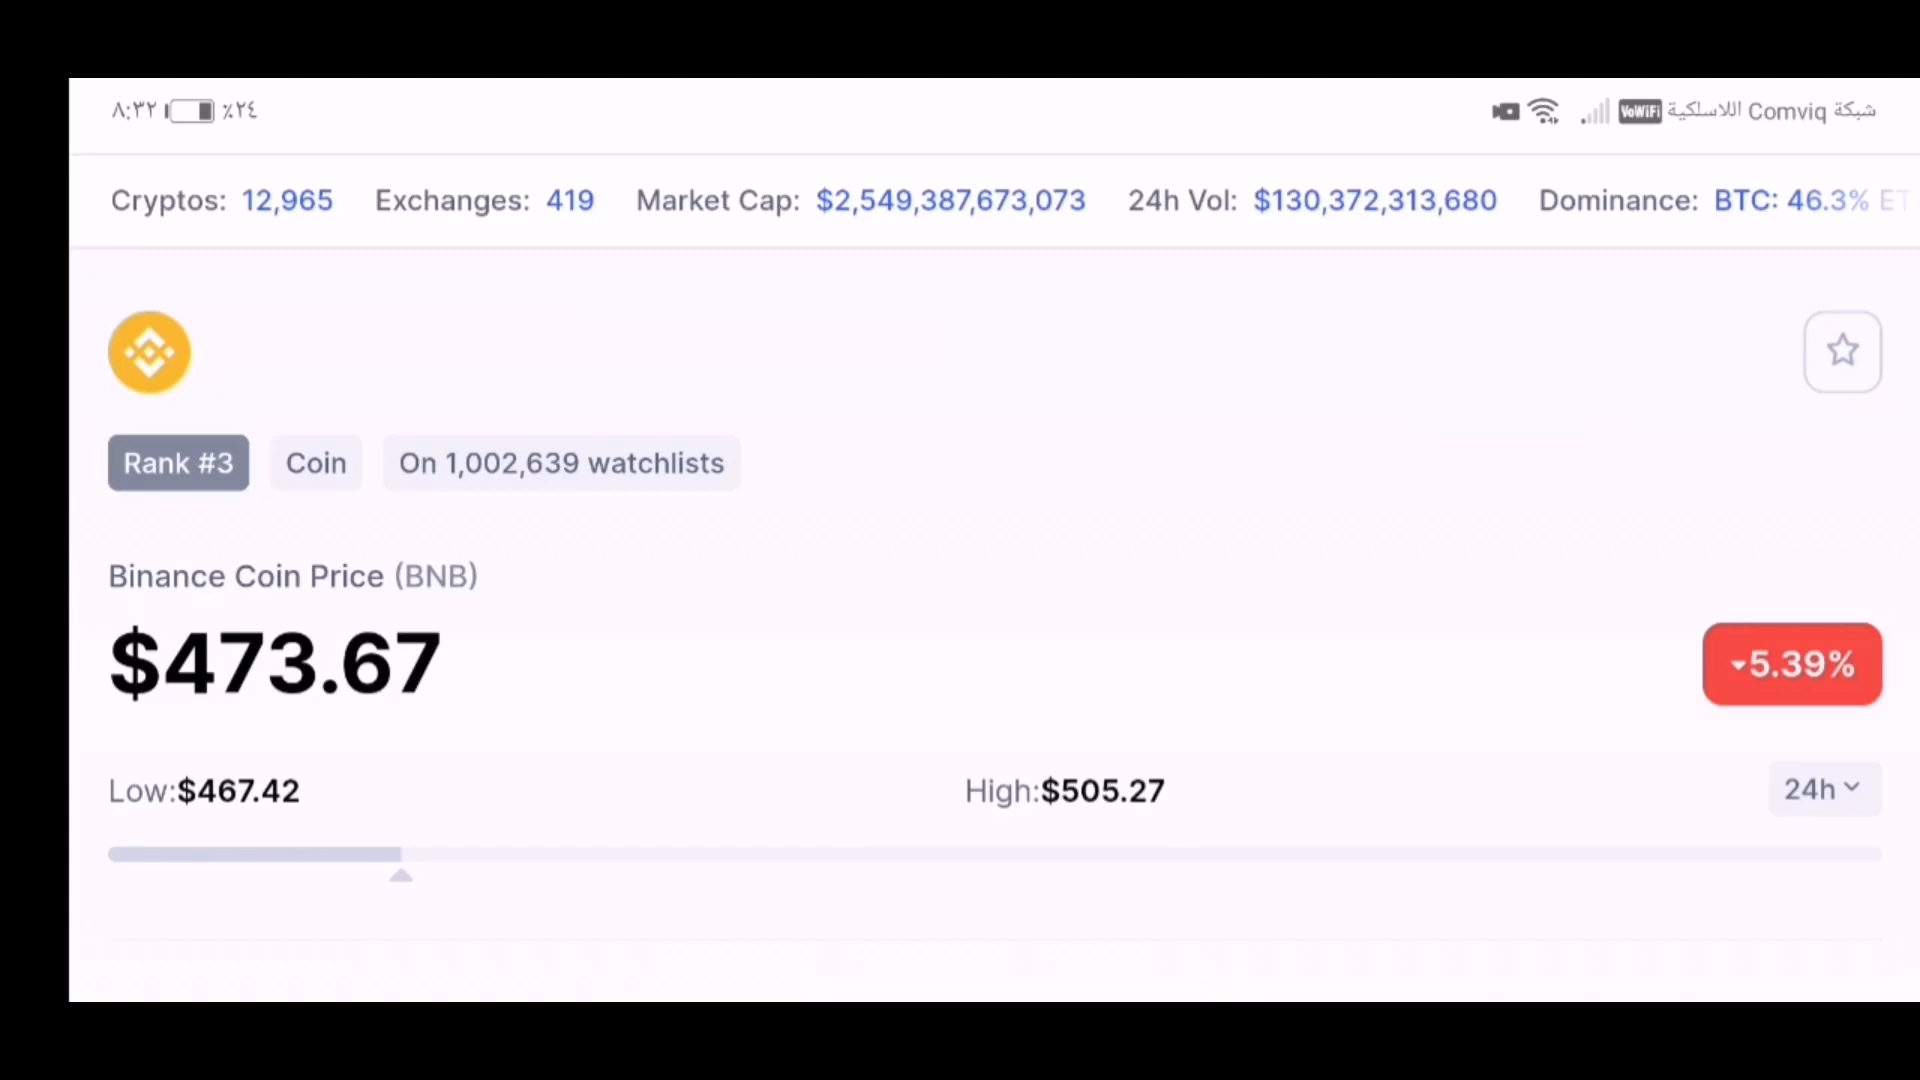 ٨:٣٢ ٪٢٤ VoWiFi شبكة Comviq اللاسلكية
Cryptos: 12,965 Exchanges: 419 Market Cap: $2,549,387,673,073 24h Vol: $130,372,313,680 Dominance: BTC: 46.3% ET
Rank #3 Coin On 1,002,639 watchlists
Binance Coin Price (BNB)
$473.67 5.39%
Low:$467.42 High:$505.27 24h